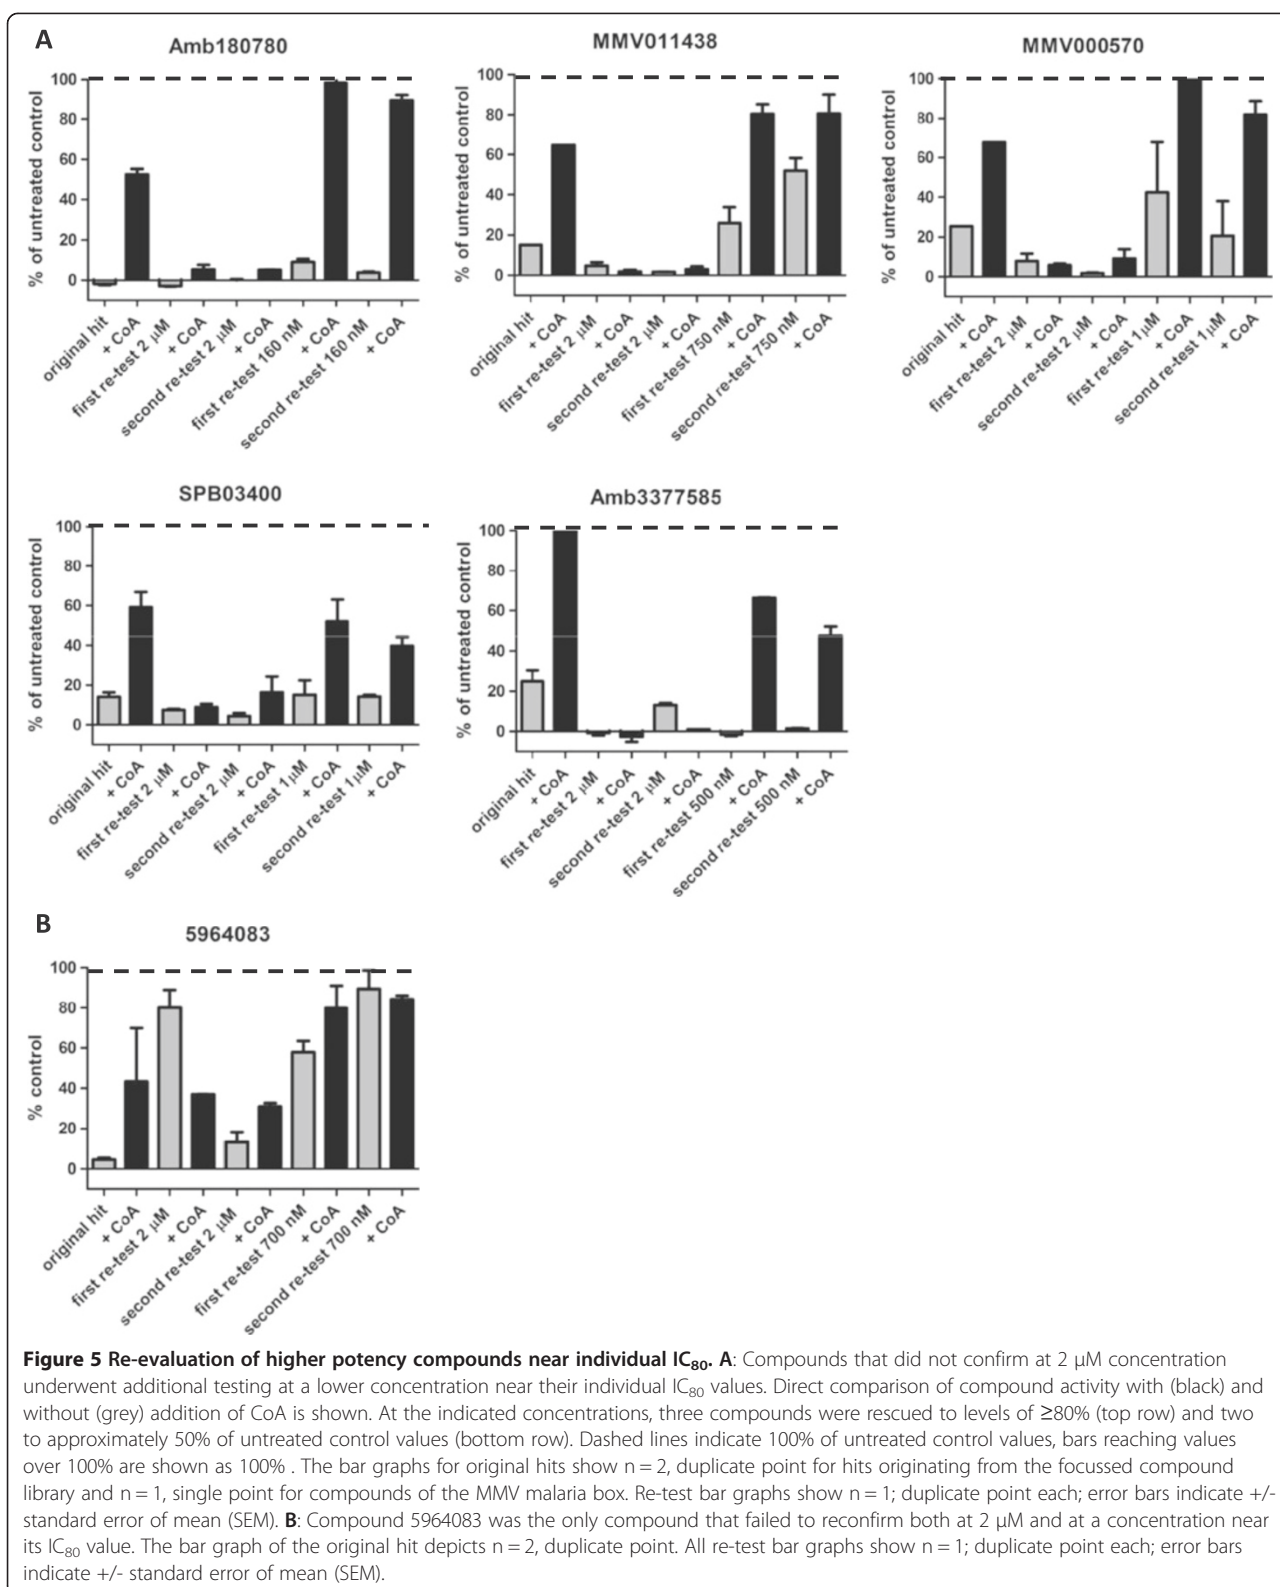 A
Amb180780
% of untreated control
100
80
60
40
20
0
original hit
+ CoA
first re-test 2 µM
+ CoA
second re-test 2 µM
+ CoA
first re-test 160 nM
+ CoA
second re-test 160 nM
+ CoA
MMV011438
% of untreated control
100
80
60
40
20
0
original hit
+ CoA
first re-test 2 µM
+ CoA
second re-test 2 µM
+ CoA
first re-test 750 nM
+ CoA
second re-test 750 nM
+ CoA
MMV000570
% of untreated control
100
80
60
40
20
0
original hit
+ CoA
first re-test 2 µM
+ CoA
second re-test 2 µM
+ CoA
first re-test 1µM
+ CoA
second re-test 1µM
+ CoA
SPB03400
% of untreated control
100
80
60
40
20
0
original hit
+ CoA
first re-test 2 µM
+ CoA
second re-test 2 µM
+ CoA
first re-test 1µM
+ CoA
second re-test 1µM
+ CoA
Amb3377585
% of untreated control
100
80
60
40
20
0
original hit
+ CoA
first re-test 2 µM
+ CoA
second re-test 2 µM
+ CoA
first re-test 500 nM
+ CoA
second re-test 500 nM
+ CoA
B
5964083
% control
100
80
60
40
20
0
original hit
+ CoA
first re-test 2 µM
+ CoA
second re-test 2 µM
+ CoA
first re-test 700 nM
+ CoA
second re-test 700 nM
+ CoA
Figure 5 Re-evaluation of higher potency compounds near individual IC80. A: Compounds that did not confirm at 2 µM concentration
underwent additional testing at a lower concentration near their individual IC80 values. Direct comparison of compound activity with (black) and
without (grey) addition of CoA is shown. At the indicated concentrations, three compounds were rescued to levels of ≥80% (top row) and two
to approximately 50% of untreated control values (bottom row). Dashed lines indicate 100% of untreated control values, bars reaching values
over 100% are shown as 100% . The bar graphs for original hits show n = 2, duplicate point for hits originating from the focussed compound
library and n = 1, single point for compounds of the MMV malaria box. Re-test bar graphs show n = 1; duplicate point each; error bars indicate +/-
standard error of mean (SEM). B: Compound 5964083 was the only compound that failed to reconfirm both at 2 µM and at a concentration near
its IC80 value. The bar graph of the original hit depicts n = 2, duplicate point. All re-test bar graphs show n = 1; duplicate point each; error bars
indicate +/- standard error of mean (SEM).